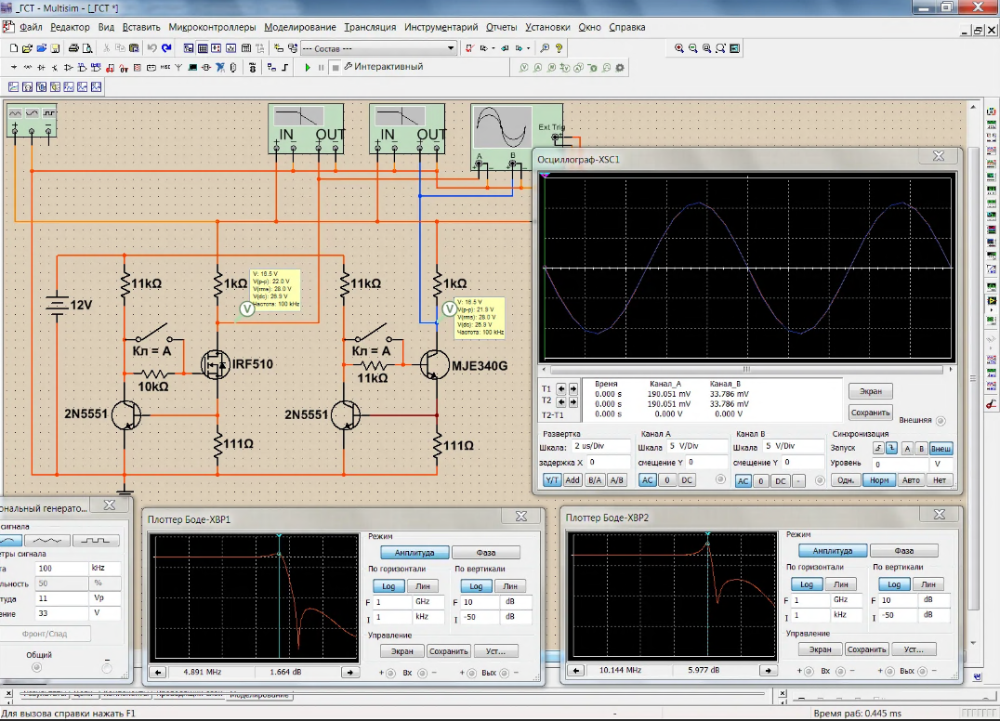 _ГСТ - Multisim - [_ГСТ *]
Файл Редактор Вид Вставить Микроконтроллеры Моделирование Трансляция Инструментарий Отчеты Установки Окно Справка
--- Состав ---
Интерактивный
IN OUT
IN OUT
Ext Trig
A B
11kΩ
1kΩ
V: 16.5 V
V(p-p): 22.0 V
V(rms): 28.0 V
V(dc): 26.9 V
Частота: 100 kHz
V
11kΩ
1kΩ
V: 16.5 V
V(p-p): 21.9 V
V(rms): 28.0 V
V(dc): 26.9 V
Частота: 100 kHz
V
12V
Кл = A
IRF510
Кл = A
MJE340G
10kΩ
11kΩ
2N5551
2N5551
111Ω
111Ω
Осциллограф-XSC1
T1
T2
T2-T1
Время Канал_A Канал_B
0.000 s 190.051 mV 33.786 mV
0.000 s 190.051 mV 33.786 mV
0.000 s 0.000 V 0.000 V
Экран
Сохранить
Внешняя
Развертка
Шкала: 2 us/Div
задержка X 0
Y/T Add B/A A/B
Канал A
Шкала 5 V/Div
смещение Y 0
AC 0 DC
Канал B
Шкала 5 V/Div
смещение Y 0
AC 0 DC -
Синхронизация
Запуск A B Внеш
Уровень 0 V
Одн. Норм Авто Нет
ональный генерато...
сигнала
етры сигнала
та 100 kHz
льность 50 %
туда 11 Vp
ение 33 V
Фронт/Спад
Общий
Плоттер Боде-XBP1
Режим
Амплитуда Фаза
По горизонтали По вертикали
Log Лин Log Лин
F 1 GHz F 10 dB
I 1 kHz I -50 dB
Управление
Экран Сохранить Уст...
4.891 MHz 1.664 dB
+ Вх - + Вых -
Плоттер Боде-XBP2
Режим
Амплитуда Фаза
По горизонтали По вертикали
Log Лин Log Лин
F 1 GHz F 10 dB
I 1 kHz I -50 dB
Управление
Экран Сохранить Уст...
10.144 MHz 5.977 dB
+ Вх - + Вых -
Для вызова справки нажать F1
-
Время раб: 0.445 ms